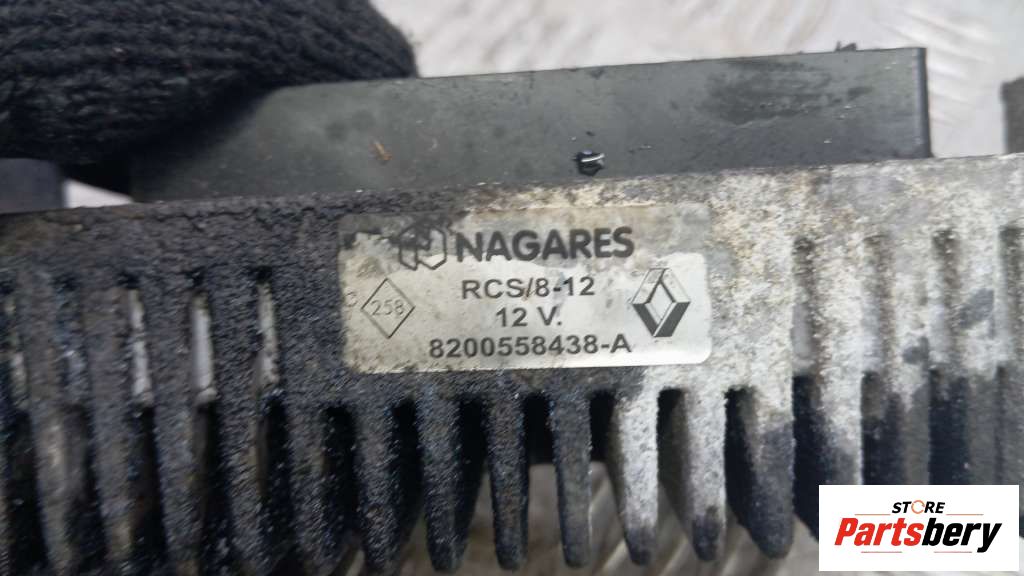 NAGARES
RCS/8-12
258
12 V.
8200558438-A
STORE
Partsbery